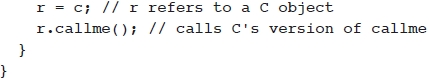 r = c; // r refers to a C object
r.callme(); // calls C's version of callme
}
}